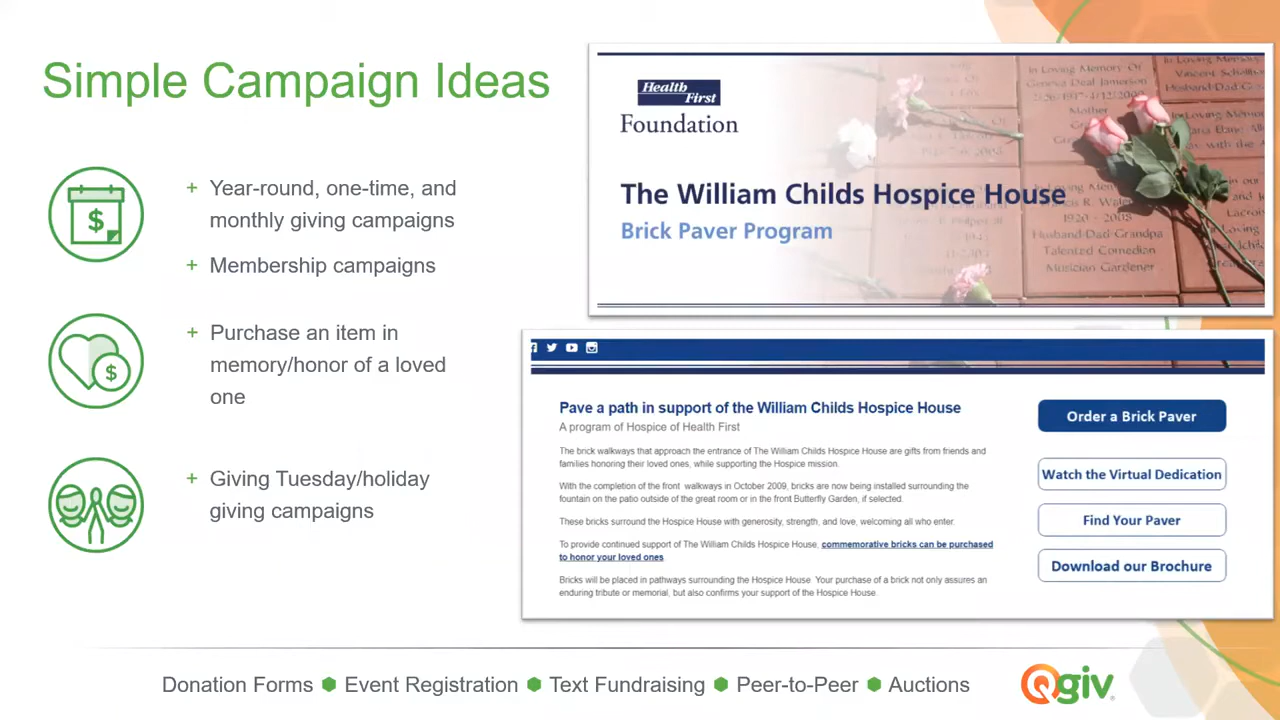 Simple Campaign Ideas
+ Year-round, one-time, and
monthly giving campaigns
+ Membership campaigns
+ Purchase an item in
memory/honor of a loved
one
+ Giving Tuesday/holiday
giving campaigns
Health
First
Foundation
The William Childs Hospice House
Brick Paver Program
In Loving Memory Of
Geneva Deal Jamerson
Mother
In Loving Memory
1920 - 2008
Husband-Dad-Grandpa
Talented Comedian
Musician Gardener
Pave a path in support of the William Childs Hospice House
A program of Hospice of Health First
The brick walkways that approach the entrance of The William Childs Hospice House are gifts from friends and
families honoring their loved ones, while supporting the Hospice mission.
With the completion of the front walkways in October 2009, bricks are now being installed surrounding the
fountain on the patio outside of the great room or in the front Butterfly Garden, if selected.
These bricks surround the Hospice House with generosity, strength, and love, welcoming all who enter.
To provide continued support of The William Childs Hospice House, commemorative bricks can be purchased
to honor your loved ones
Bricks will be placed in pathways surrounding the Hospice House. Your purchase of a brick not only assures an
enduring tribute or memorial, but also confirms your support of the Hospice House.
Order a Brick Paver
Watch the Virtual Dedication
Find Your Paver
Download our Brochure
Donation Forms Event Registration Text Fundraising Peer-to-Peer Auctions
Qgiv